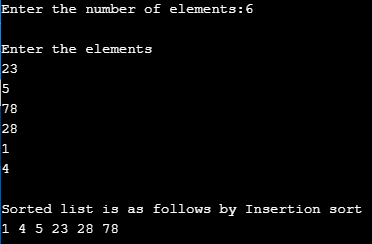 Enter the number of elements:6
Enter the elements
23
5
78
28
1
4
Sorted list is as follows by Insertion sort
1 4 5 23 28 78